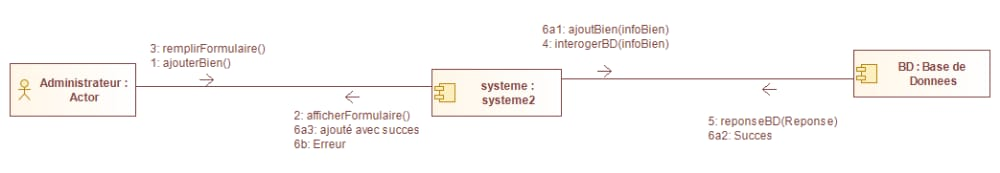 6a1: ajoutBien(infoBien)
3: remplirFormulaire()
4: interogerBD(infoBien)
1: ajouterBien()
Administrateur :
Actor
systeme :
systeme2
BD : Base de
Donnees
2: afficherFormulaire()
6a3: ajouté avec succes
6b: Erreur
5: reponseBD(Reponse)
6a2: Succes